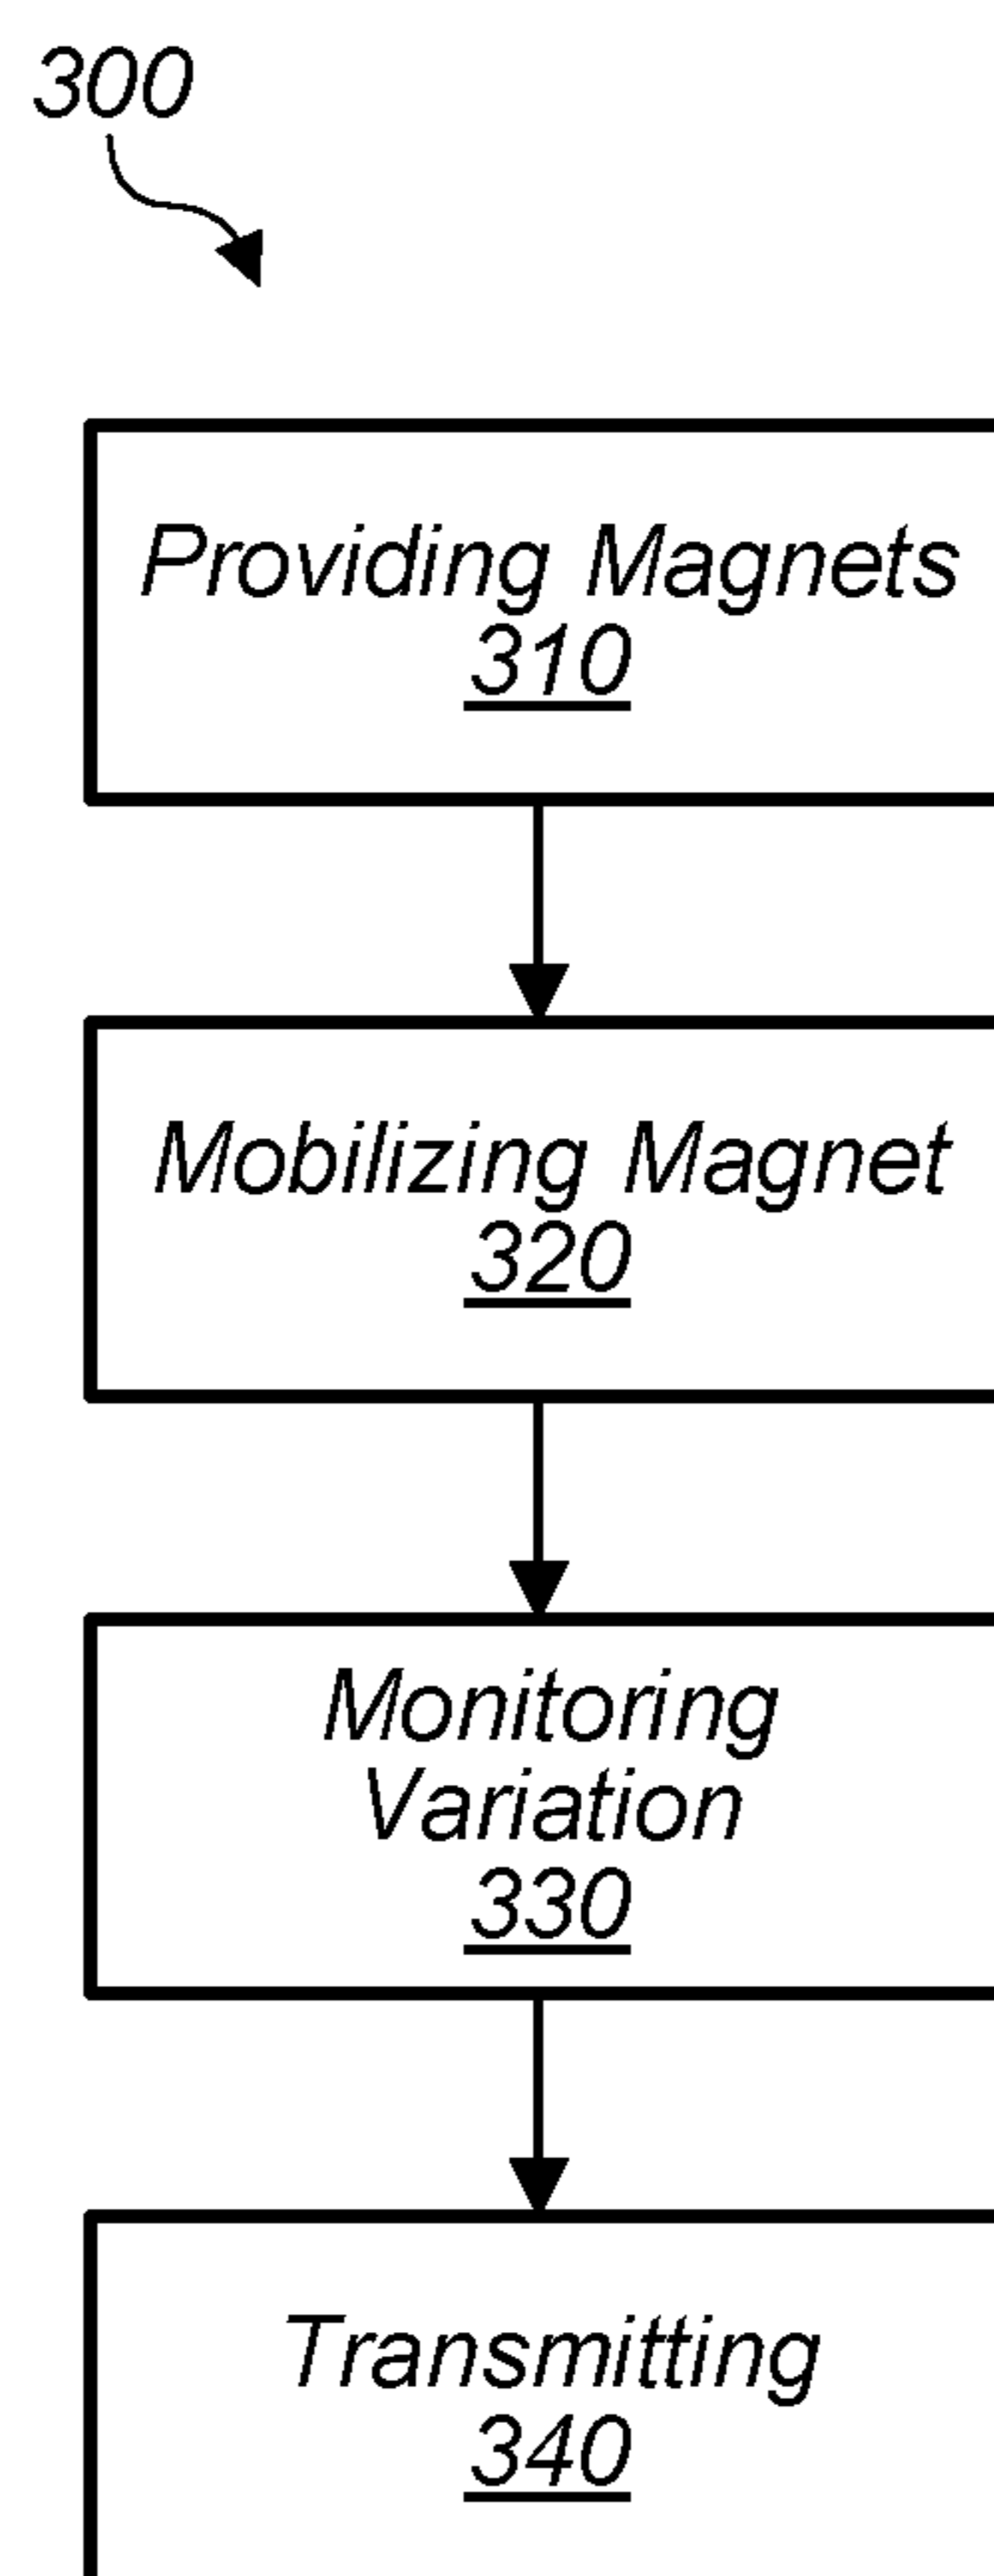 300
Providing Magnets
310
Mobilizing Magnet
320
Monitoring
Variation
330
Transmitting
340